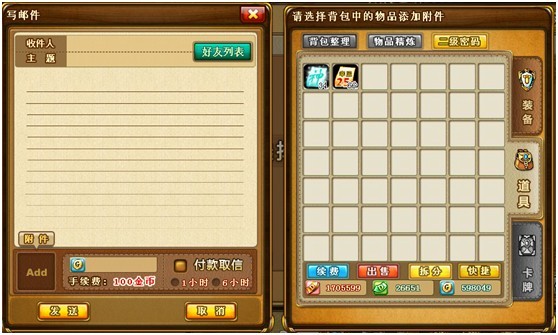 写邮件
收件人
主 题
好友列表
附 件
Add
付款取信
手续费：100金币
1小时
6小时
发 送
取 消
请选择背包中的物品添加附件
背包整理
物品精炼
二级密码
装备
道具
卡牌
续费
出售
拆分
快捷
1705599
26651
598049